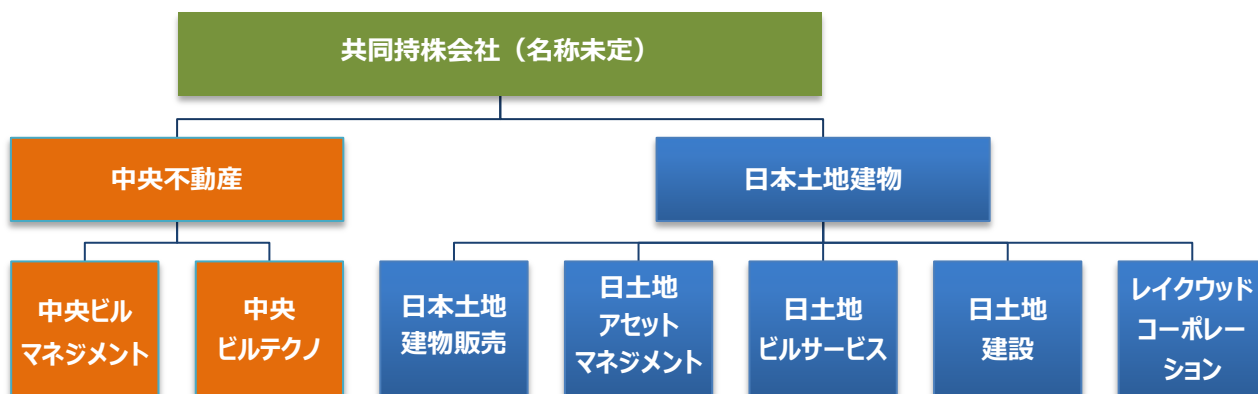 共同持株会社（名称未定）
中央不動産
日本土地建物
中央ビル
マネジメント
中央
ビルテクノ
日本土地
建物販売
日土地
アセット
マネジメント
日土地
ビルサービス
日土地
建設
レイクウッド
コーポレー
ション